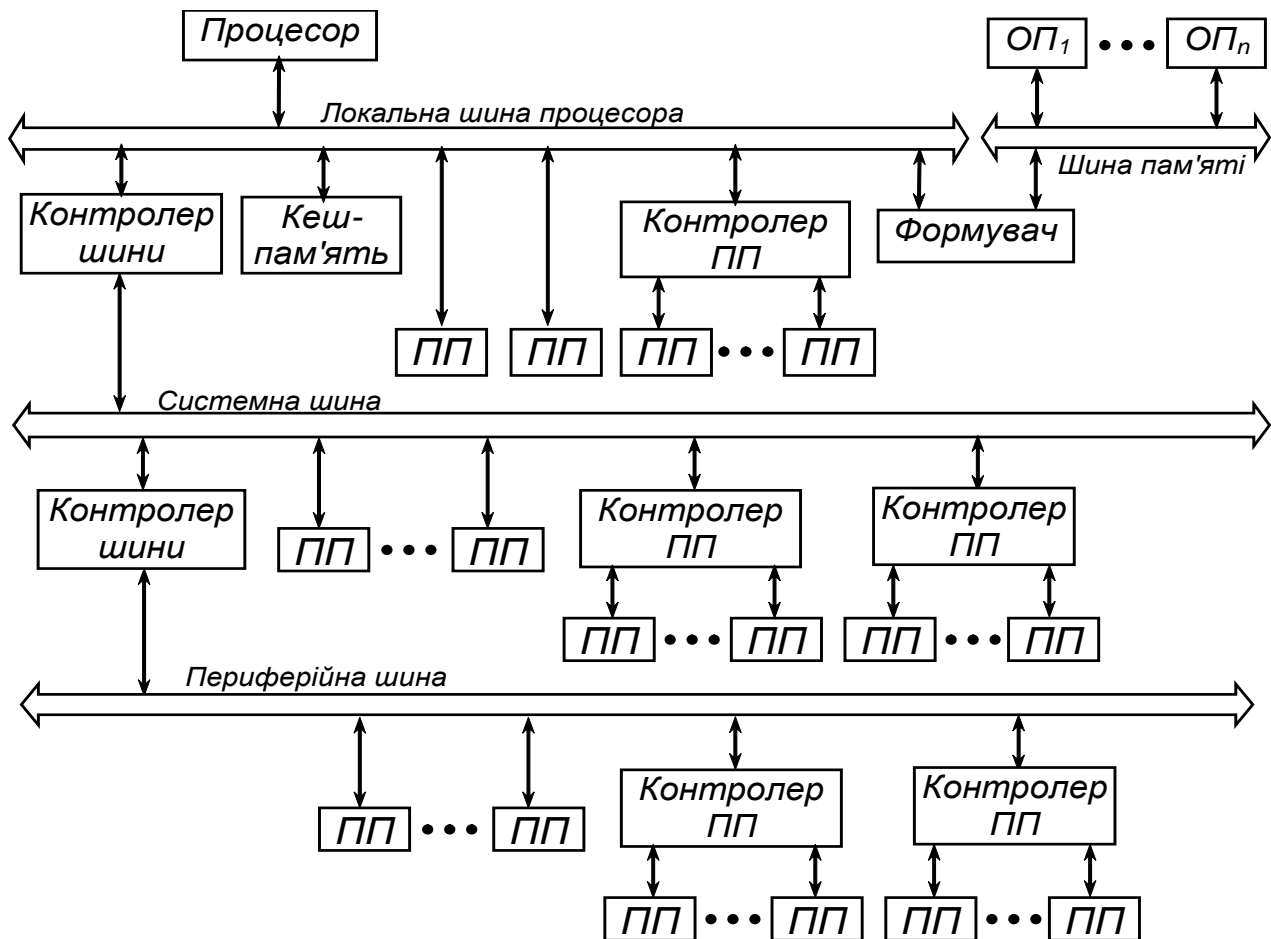 Процесор
ОП1 ••• ОПn
Локальна шина процесора
Шина пам'яті
Контролер
шини
Кеш-
пам'ять
Контролер
ПП
Формувач
ПП
ПП
ПП ••• ПП
Системна шина
Контролер
шини
ПП ••• ПП
Контролер
ПП
Контролер
ПП
ПП ••• ПП
ПП ••• ПП
Периферійна шина
ПП ••• ПП
Контролер
ПП
Контролер
ПП
ПП ••• ПП
ПП ••• ПП